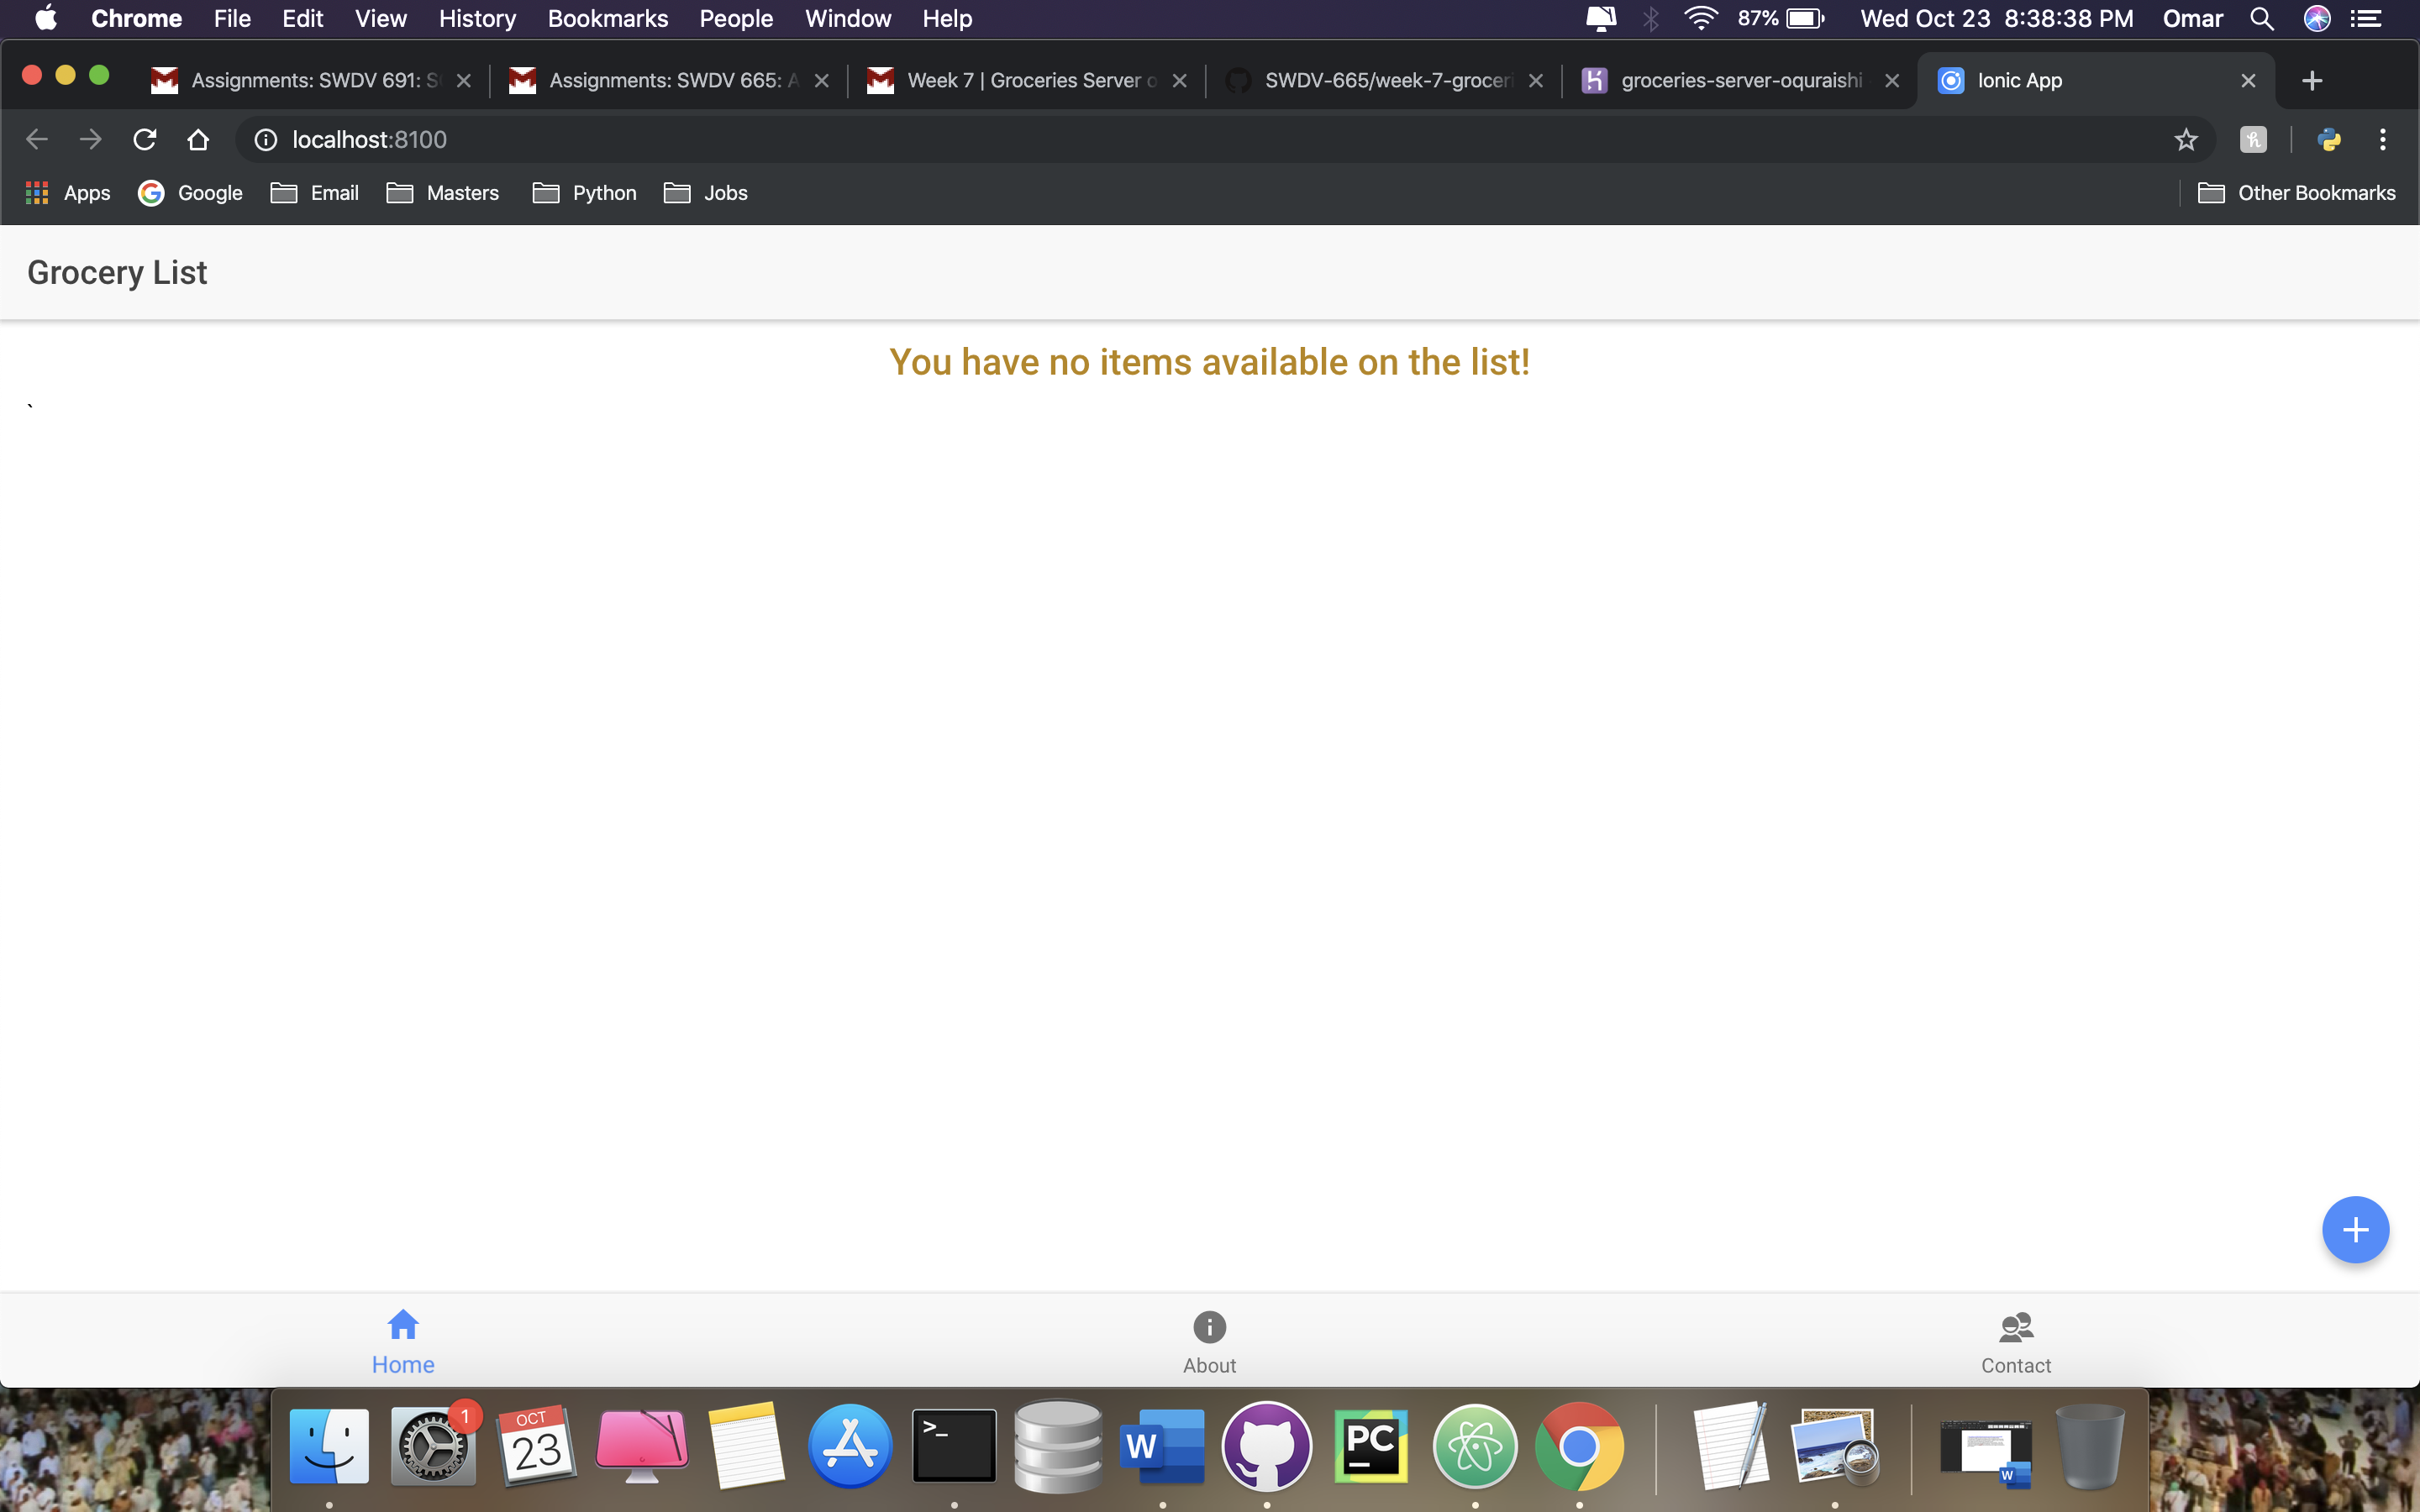 Chrome File Edit View History Bookmarks People Window Help 87% Wed Oct 23 8:38:38 PM Omar
Assignments: SWDV 691: S Assignments: SWDV 665: A Week 7 | Groceries Server o SWDV-665/week-7-groceri groceries-server-oquraishi Ionic App
localhost:8100
Apps Google Email Masters Python Jobs Other Bookmarks
Grocery List
You have no items available on the list!
`
Home About Contact
1
OCT
23
>_
W
PC
W